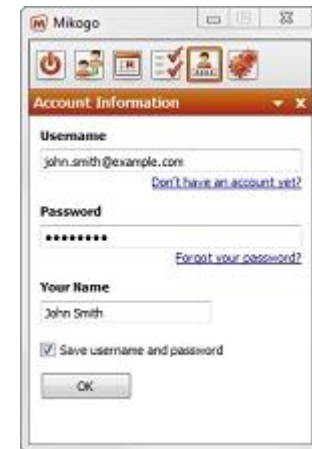 Mikogo
Account Information
Username
john.smith@example.com
Don't have an account yet?
Password
••••••••
Forgot your password?
Your Name
John Smith
Save username and password
OK